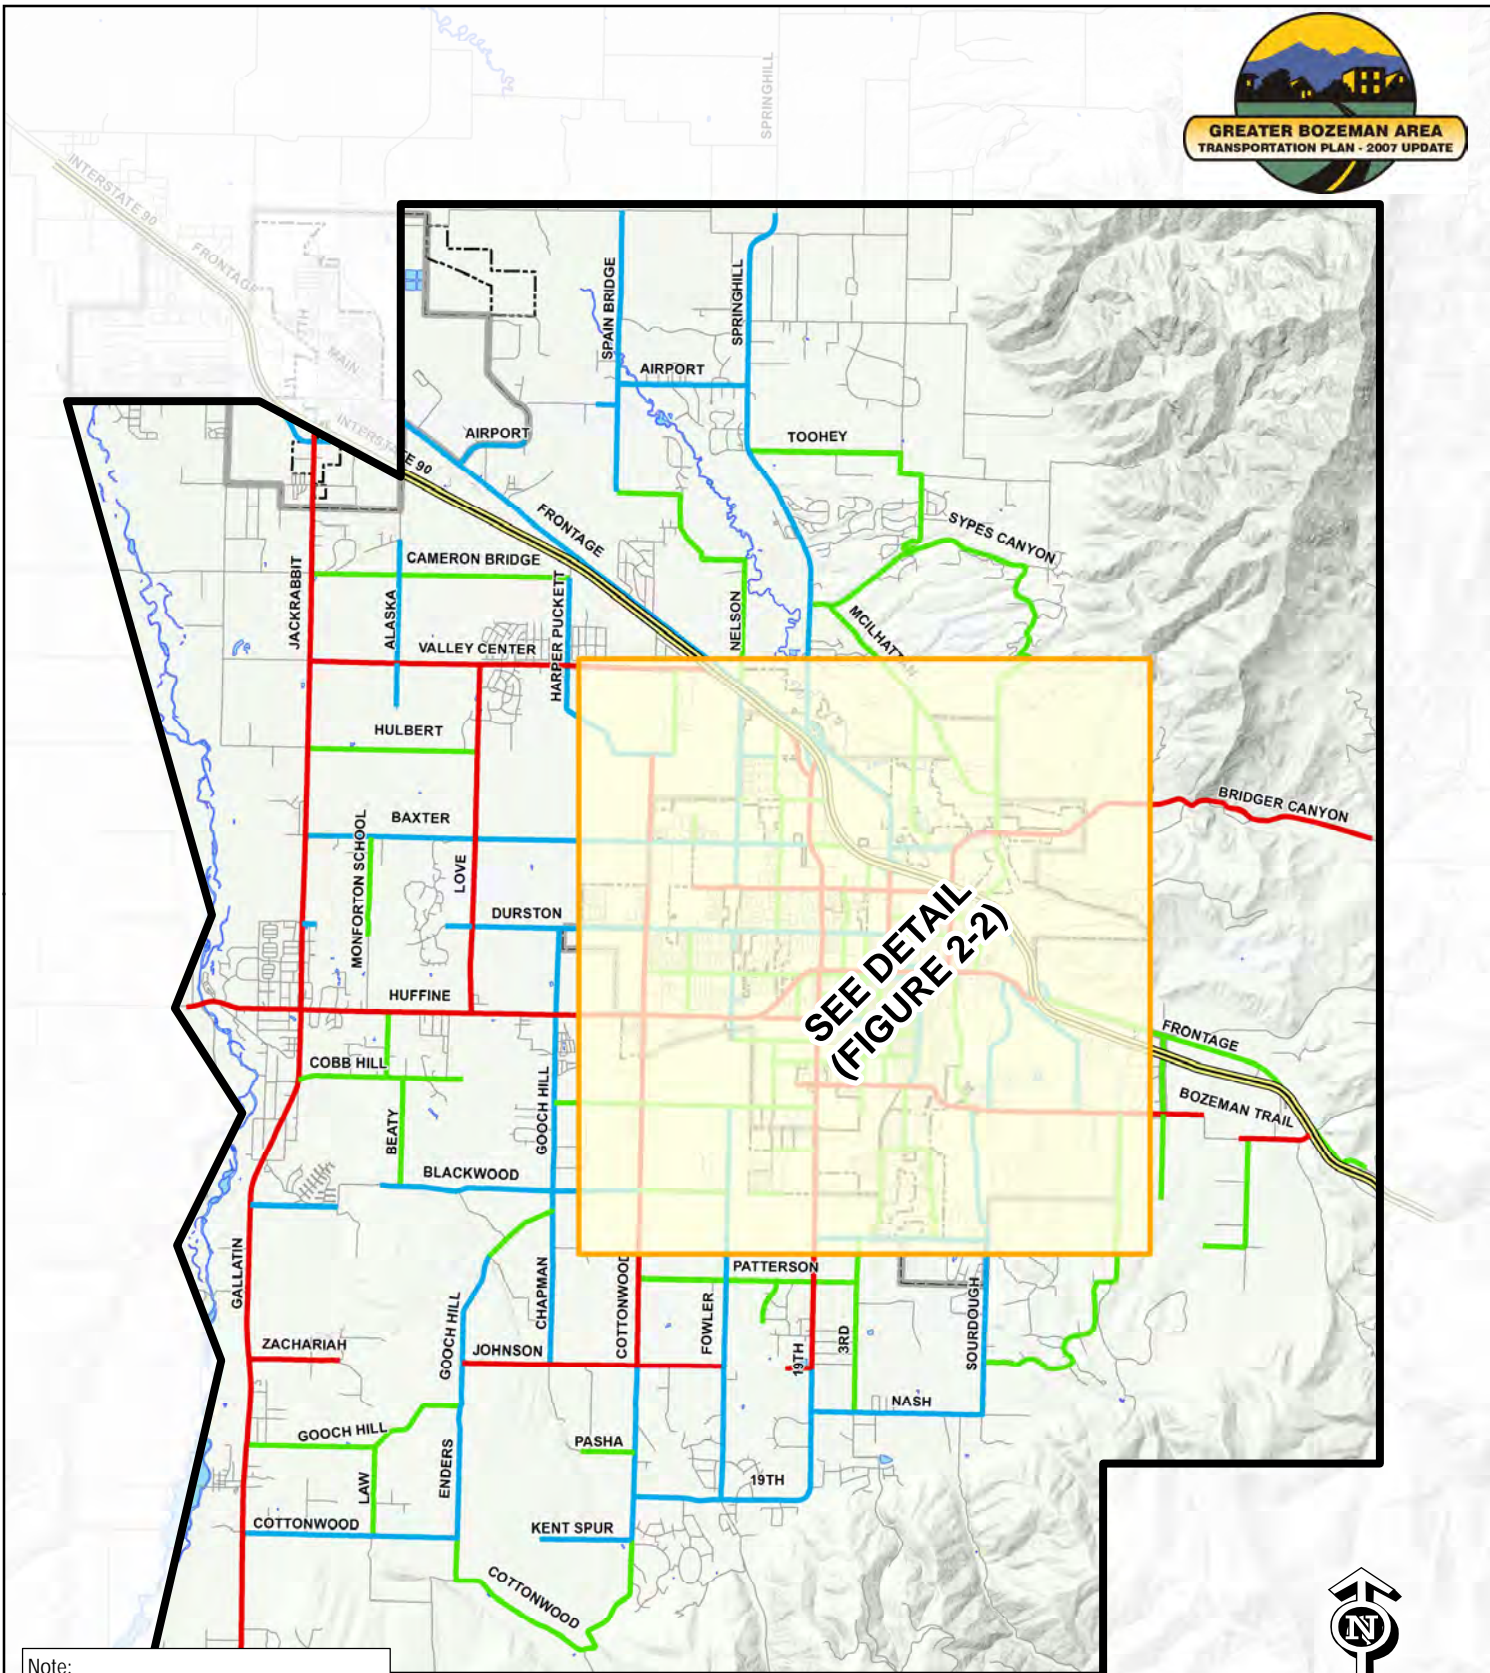 SPRINGHILL
GREATER BOZEMAN AREA
TRANSPORTATION PLAN - 2007 UPDATE
INTERSTATE 90
FRONTAGE
MAIN
SPAIN BRIDGE
SPRINGHILL
AIRPORT
INTERSTATE 90
AIRPORT
TOOHEY
FRONTAGE
SYPES CANYON
CAMERON BRIDGE
JACKRABBIT
ALASKA
HARPER PUCKETT
NELSON
MCILHATTAN
VALLEY CENTER
HULBERT
BRIDGER CANYON
BAXTER
MONFORTON SCHOOL
LOVE
DURSTON
SEE DETAIL
(FIGURE 2-2)
HUFFINE
FRONTAGE
COBB HILL
GOOCH HILL
BEATY
BOZEMAN TRAIL
BLACKWOOD
GALLATIN
PATTERSON
CHAPMAN
COTTONWOOD
GOOCH HILL
FOWLER
19TH
3RD
SOURDOUGH
ZACHARIAH
JOHNSON
NASH
GOOCH HILL
PASHA
ENDERS
LAW
19TH
COTTONWOOD
KENT SPUR
COTTONWOOD
N
Note: